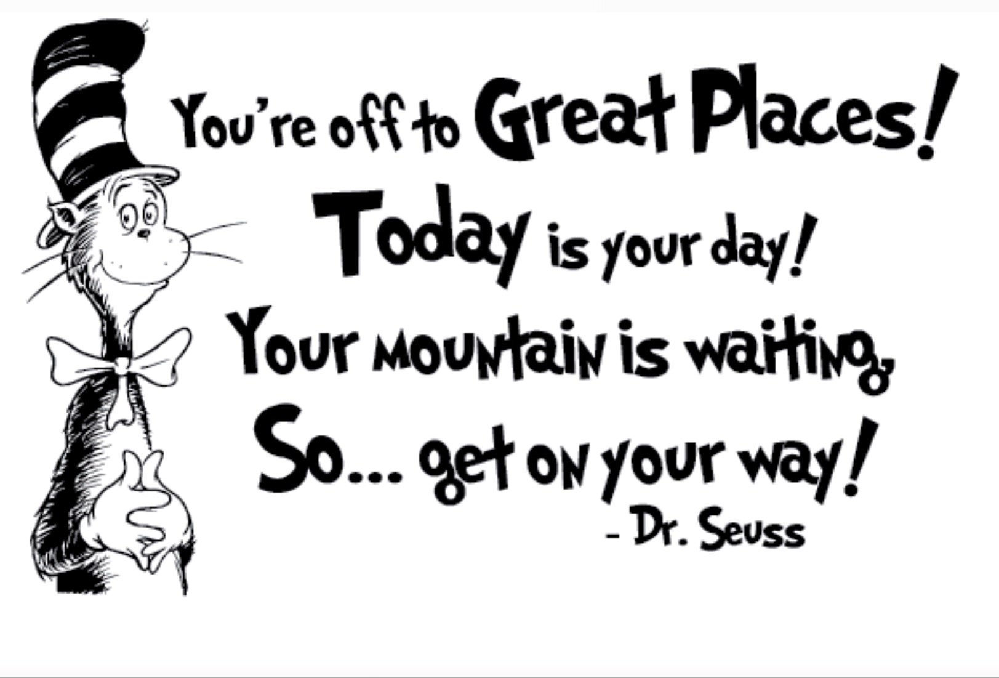 You're off to Great Places!
Today is your day!
Your mountain is waiting,
So... get on your way!
- Dr. Seuss